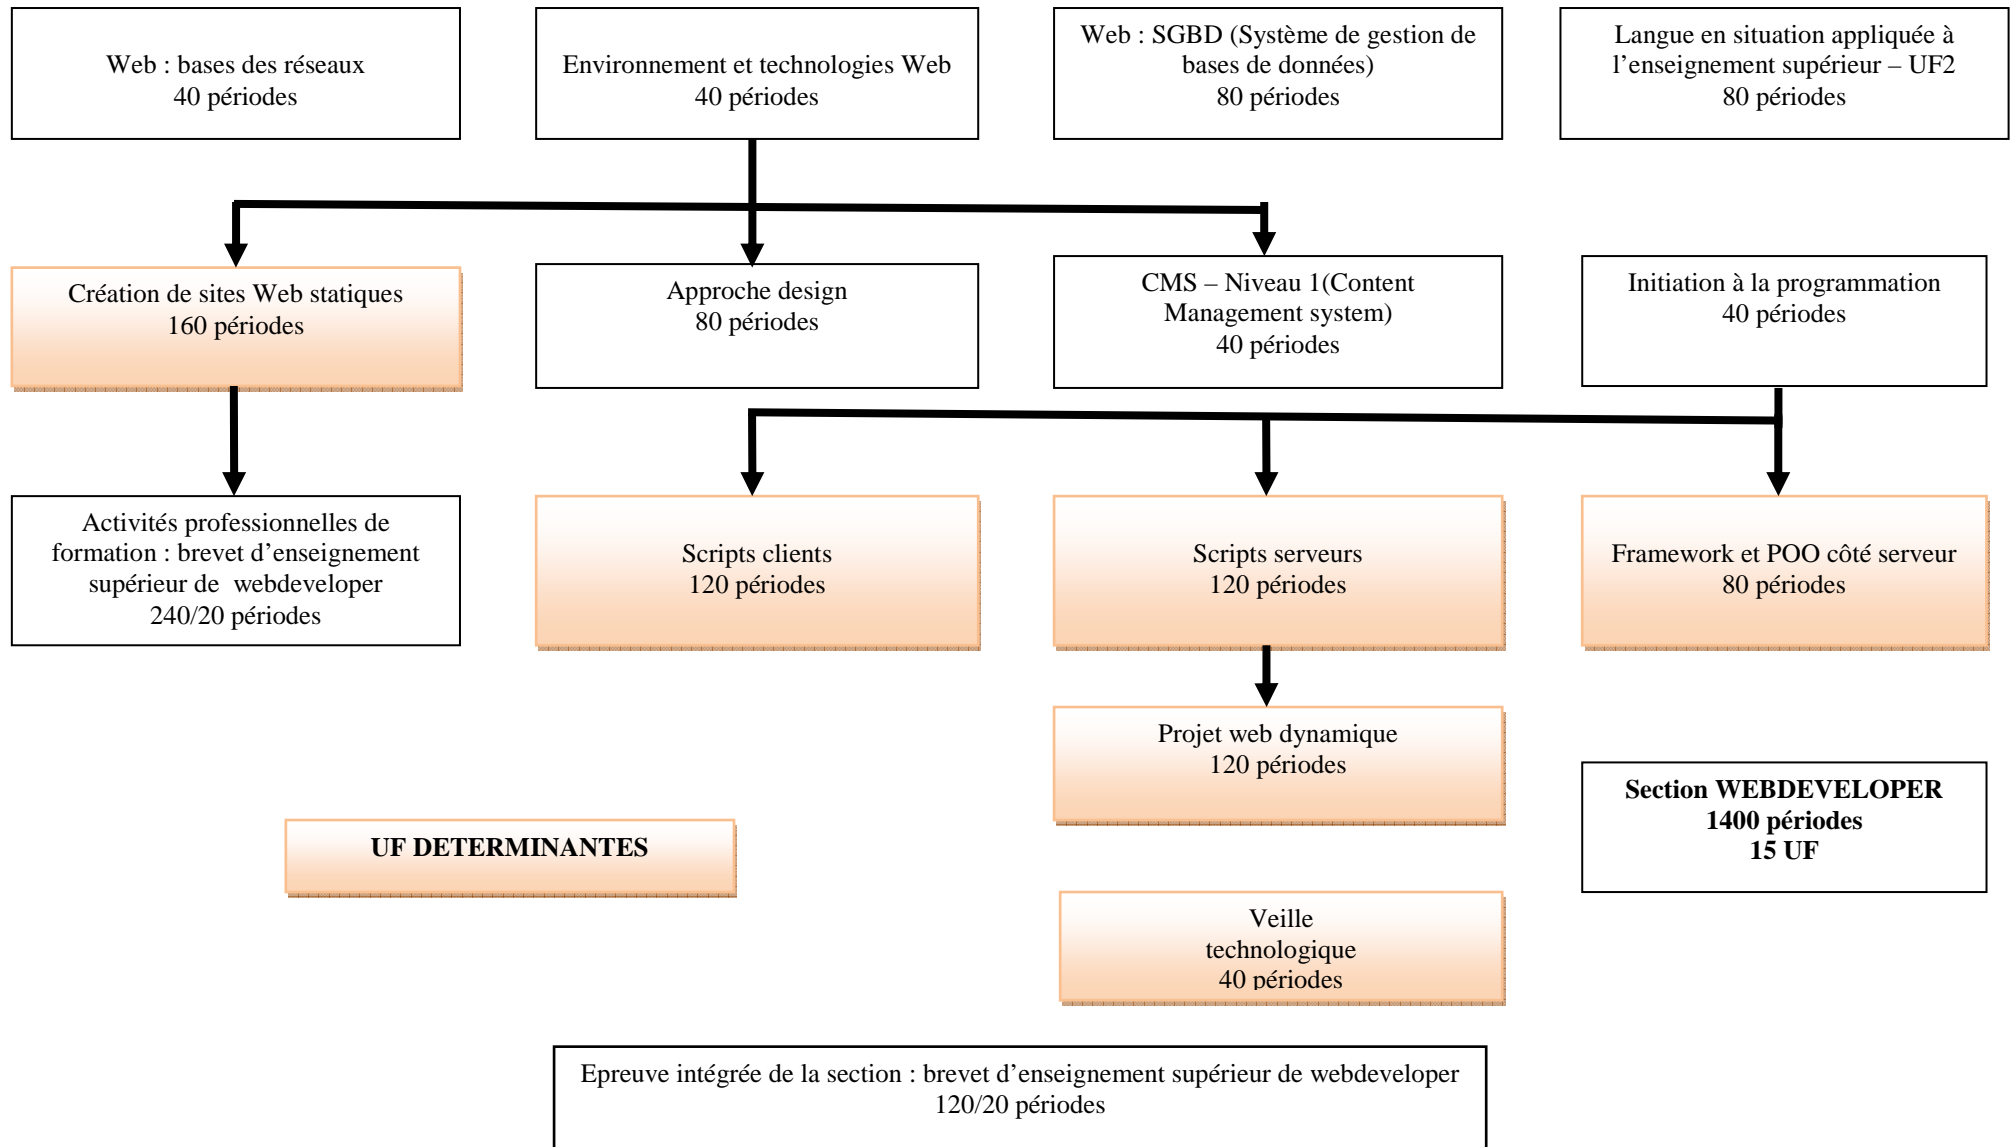 Web : bases des réseaux
40 périodes
Environnement et technologies Web
40 périodes
Web : SGBD (Système de gestion de
bases de données)
80 périodes
Langue en situation appliquée à
l’enseignement supérieur – UF2
80 périodes
Création de sites Web statiques
160 périodes
Approche design
80 périodes
CMS – Niveau 1(Content
Management system)
40 périodes
Initiation à la programmation
40 périodes
Activités professionnelles de
formation : brevet d’enseignement
supérieur de webdeveloper
240/20 périodes
Scripts clients
120 périodes
Scripts serveurs
120 périodes
Framework et POO côté serveur
80 périodes
Projet web dynamique
120 périodes
Section WEBDEVELOPER
1400 périodes
15 UF
UF DETERMINANTES
Veille
technologique
40 périodes
Epreuve intégrée de la section : brevet d’enseignement supérieur de webdeveloper
120/20 périodes